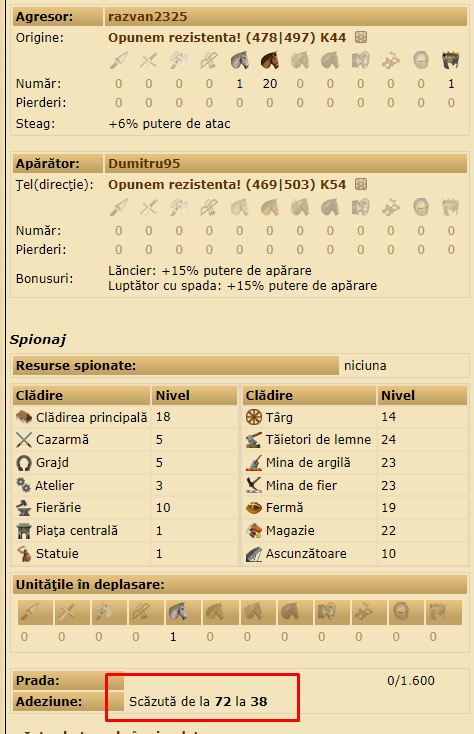 Agresor: razvan2325
Origine: Opunem rezistenta! (478|497) K44
Număr: 0 0 0 0 1 20 0 0 0 0 0 1
Pierderi: 0 0 0 0 0 0 0 0 0 0 0 0
Steag: +6% putere de atac
Apărător: Dumitru95
Ţel(direcţie): Opunem rezistenta! (469|503) K54
Număr: 0 0 0 0 0 0 0 0 0 0 0 0
Pierderi: 0 0 0 0 0 0 0 0 0 0 0 0
Bonusuri: Lăncier: +15% putere de apărare
Luptător cu spada: +15% putere de apărare
Spionaj
Resurse spionate: niciuna
Clădire Nivel Clădire Nivel
Clădirea principală 18 Târg 14
Cazarmă 5 Tăietori de lemne 24
Grajd 5 Mina de argilă 23
Atelier 3 Mina de fier 23
Fierărie 10 Fermă 19
Piaţa centrală 1 Magazie 22
Statuie 1 Ascunzătoare 10
Unităţile în deplasare:
0 0 0 0 1 0 0 0 0 0 0 0
Prada: 0/1.600
Adeziune: Scăzută de la 72 la 38